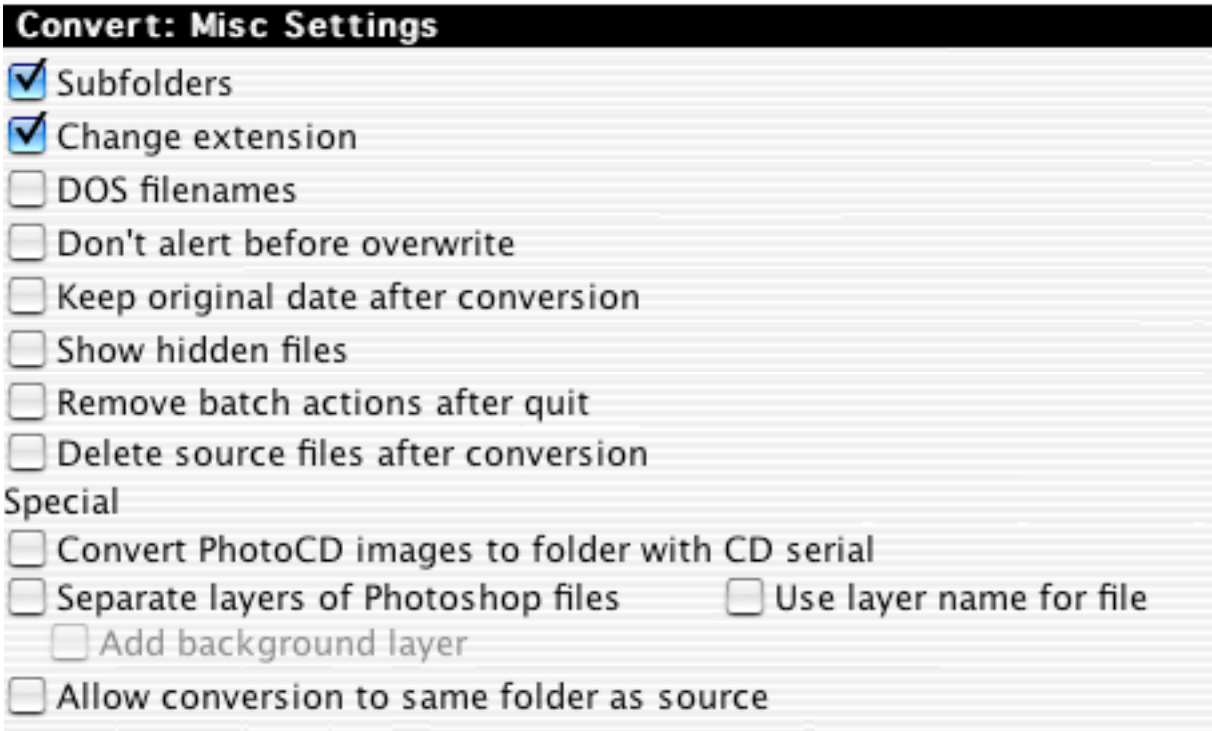 Convert: Misc Settings
Subfolders
Change extension
DOS filenames
Don't alert before overwrite
Keep original date after conversion
Show hidden files
Remove batch actions after quit
Delete source files after conversion
Special
Convert PhotoCD images to folder with CD serial
Separate layers of Photoshop files Use layer name for file
Add background layer
Allow conversion to same folder as source